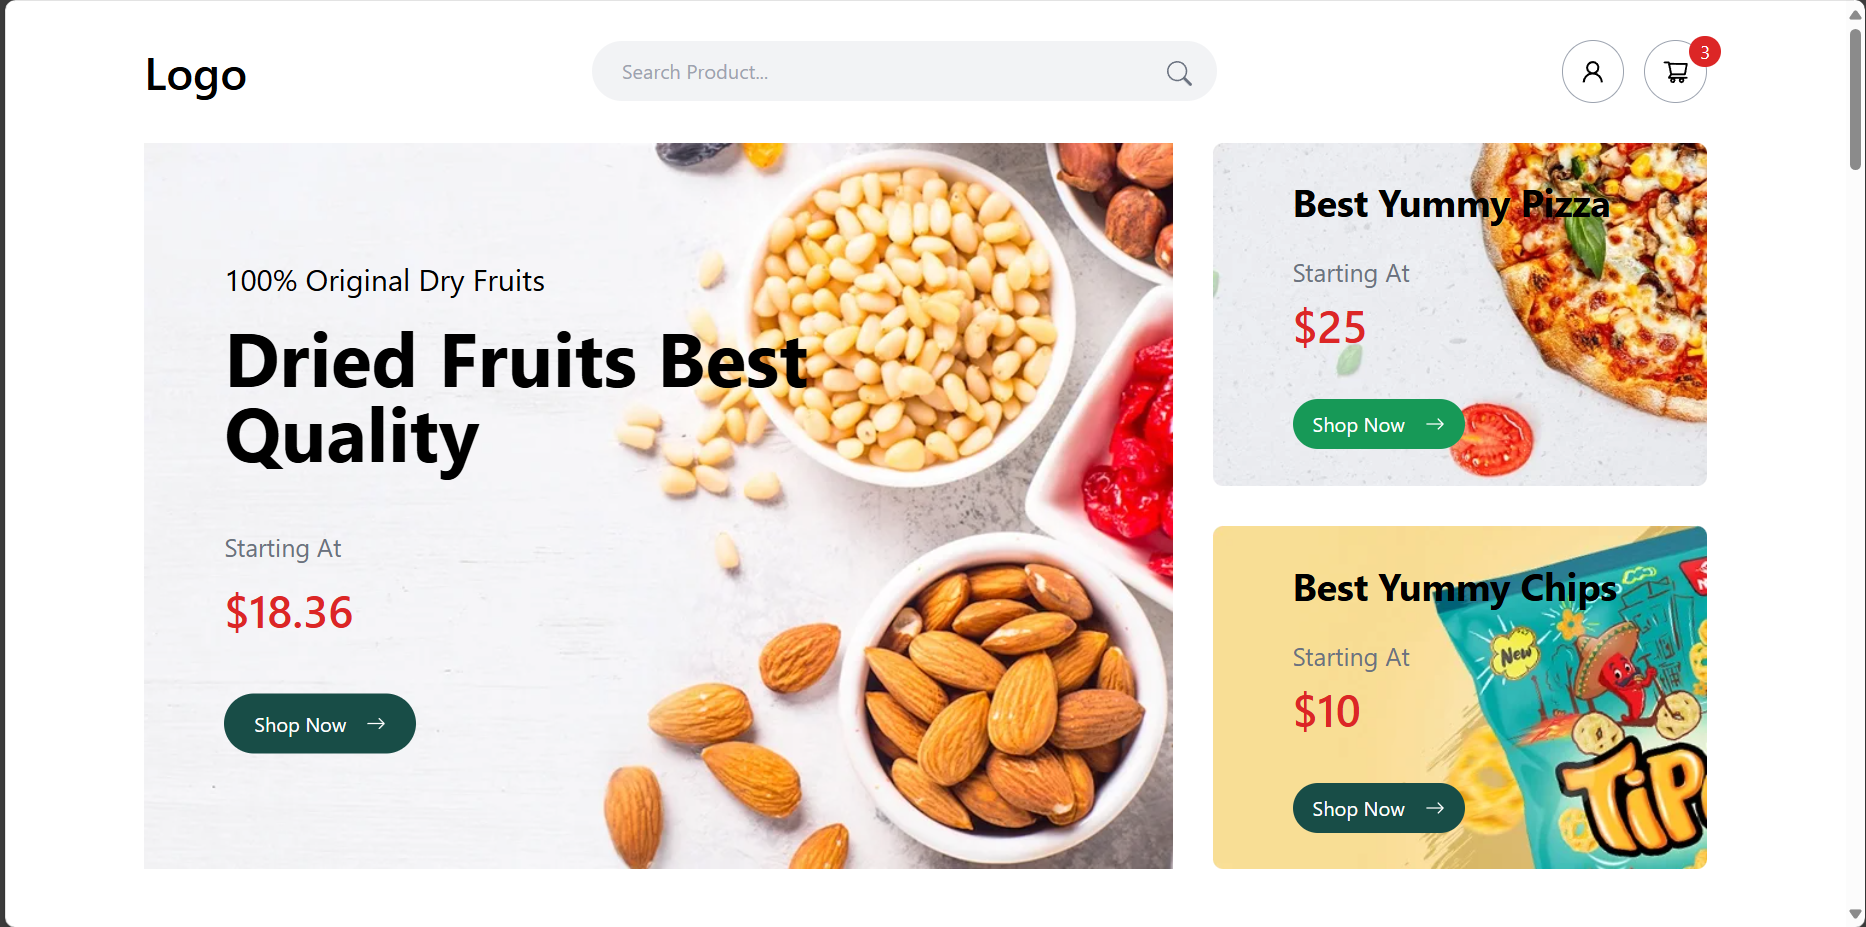 Logo
Search Product...
3
100% Original Dry Fruits
Dried Fruits Best
Quality
Starting At
$18.36
Shop Now
Best Yummy Pizza
Starting At
$25
Shop Now
Best Yummy Chips
Starting At
$10
Shop Now
New